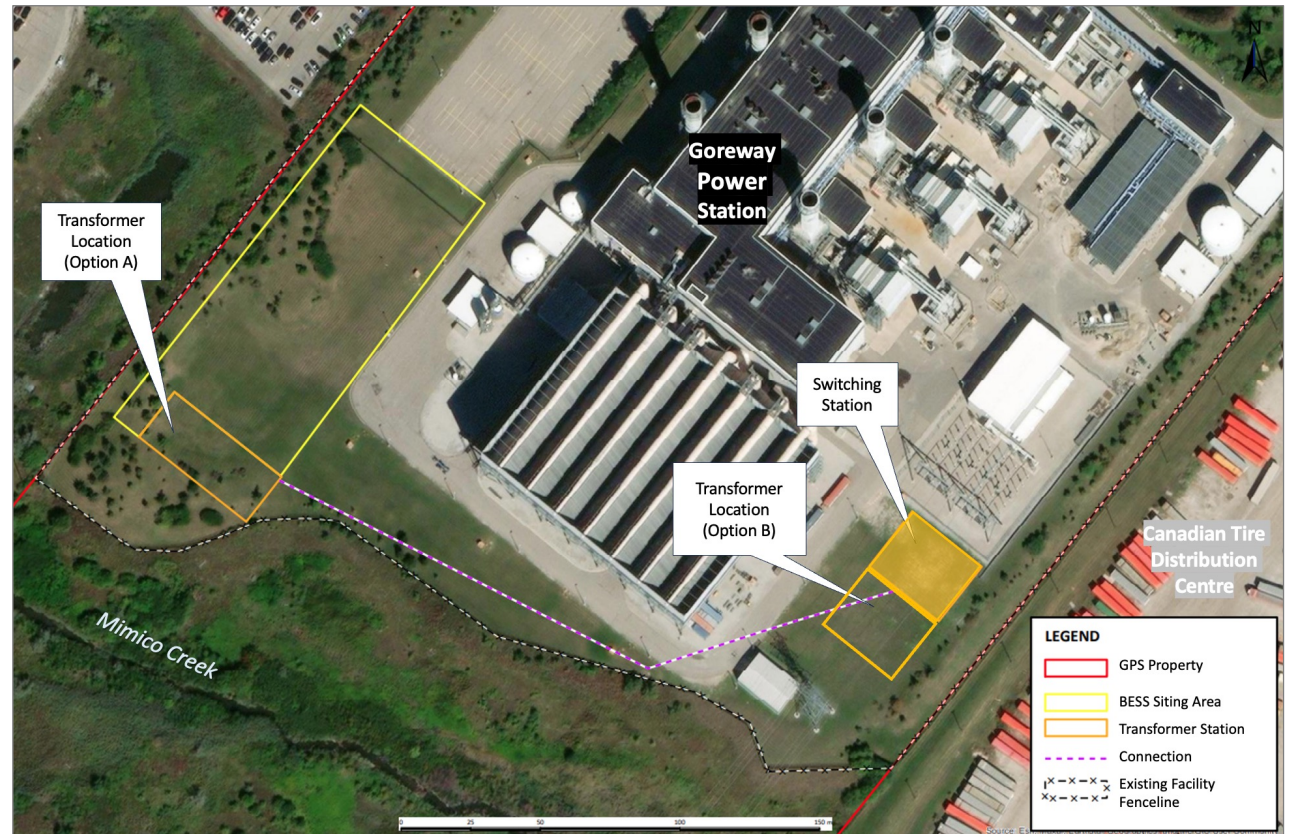 N
Goreway
Power
Station
Transformer
Location
(Option A)
Switching
Station
Transformer
Location
(Option B)
Canadian Tire
Distribution
Centre
Mimico Creek
LEGEND
GPS Property
BESS Siting Area
Transformer Station
Connection
Existing Facility
Fenceline
0 25 50 100 150 m